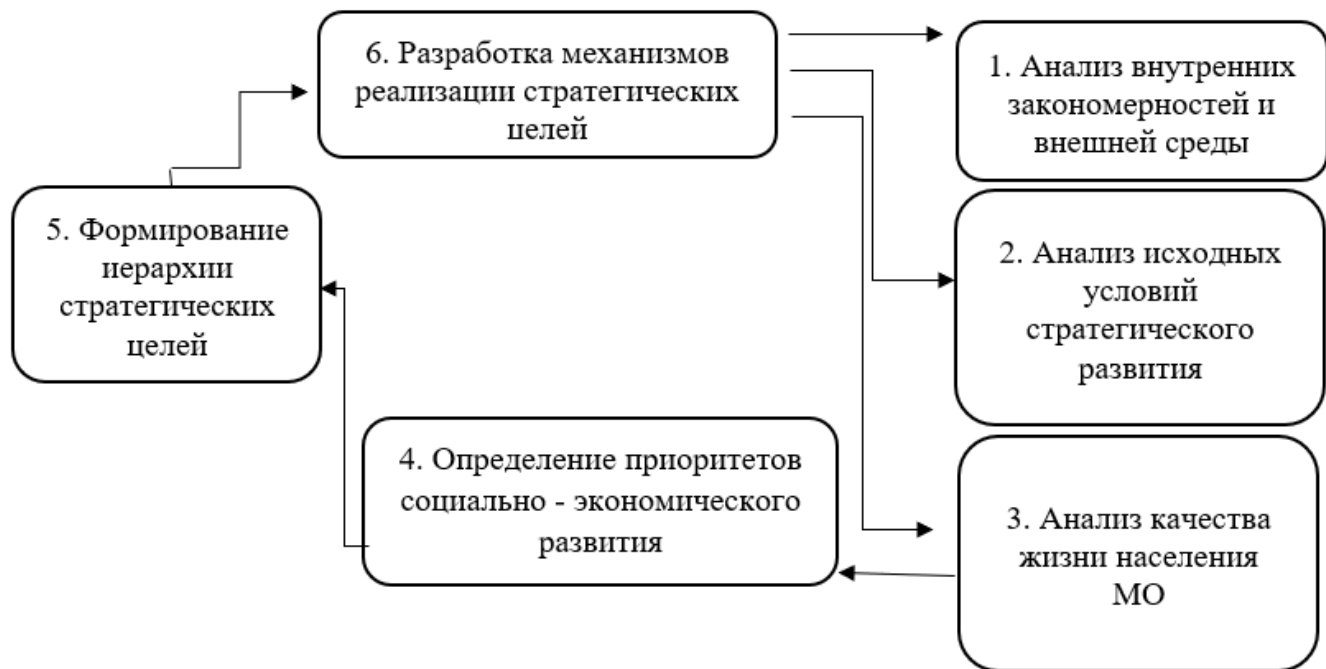 6. Разработка механизмов
реализации стратегических
целей
1. Анализ внутренних
закономерностей и
внешней среды
5. Формирование
иерархии
стратегических
целей
2. Анализ исходных
условий
стратегического
развития
4. Определение приоритетов
социально - экономического
развития
3. Анализ качества
жизни населения
МО